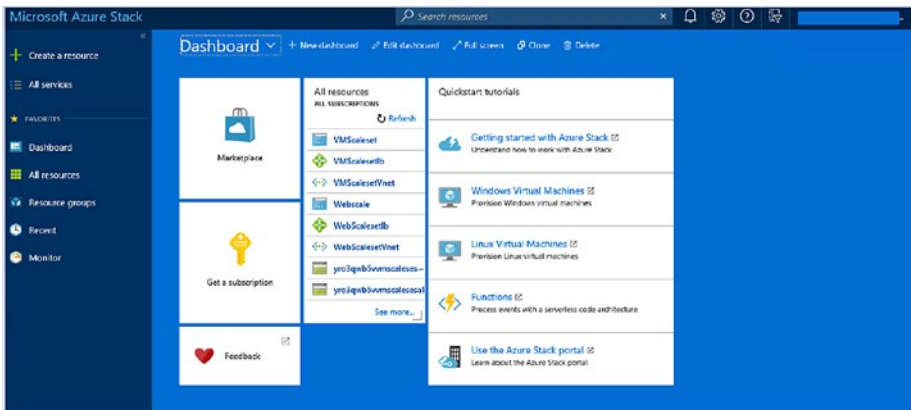 Microsoft Azure Stack
Search resources
Create a resource
All services
FAVORITES
Dashboard
All resources
Resource groups
Recent
Monitor
Dashboard
New dashboard
Edit dashboard
Full screen
Clone
Delete
Marketplace
Get a subscription
Feedback
All resources
ALL SUBSCRIPTIONS
Refresh
VMScaleset
VMScalesetlb
VMScalesetVnet
Webscale
WebScalesetlb
WebScalesetVnet
See more...
Quickstart tutorials
Getting started with Azure Stack
Understand how to work with Azure Stack
Windows Virtual Machines
Provision Windows virtual machines
Linux Virtual Machines
Provision Linux virtual machines
Functions
Process events with a serverless code architecture
Use the Azure Stack portal
Learn about the Azure Stack portal